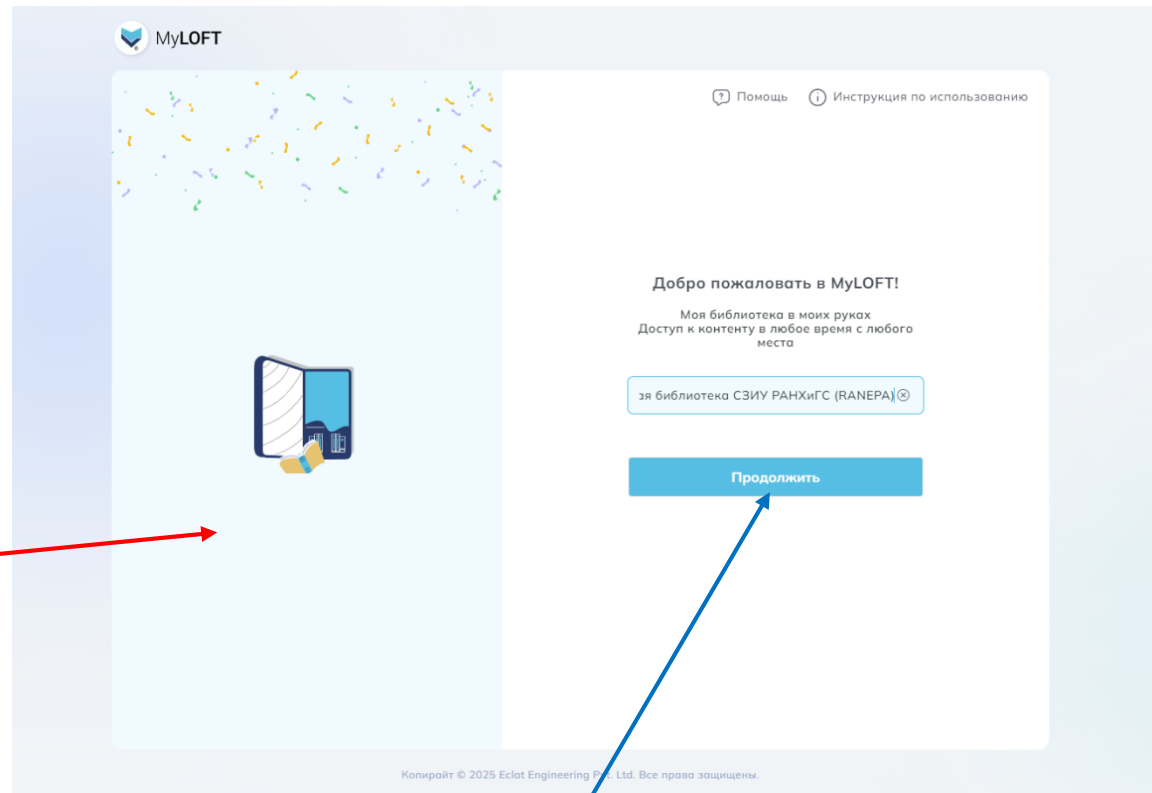 MyLOFT
Помощь
Инструкция по использованию
Добро пожаловать в MyLOFT!
Моя библиотека в моих руках
Доступ к контенту в любое время с любого
места
библиотека СЗИУ РАНХиГС (RANEPA)
Продолжить
Копирайт © 2025 Eclat Engineering Pvt. Ltd. Все права защищены.